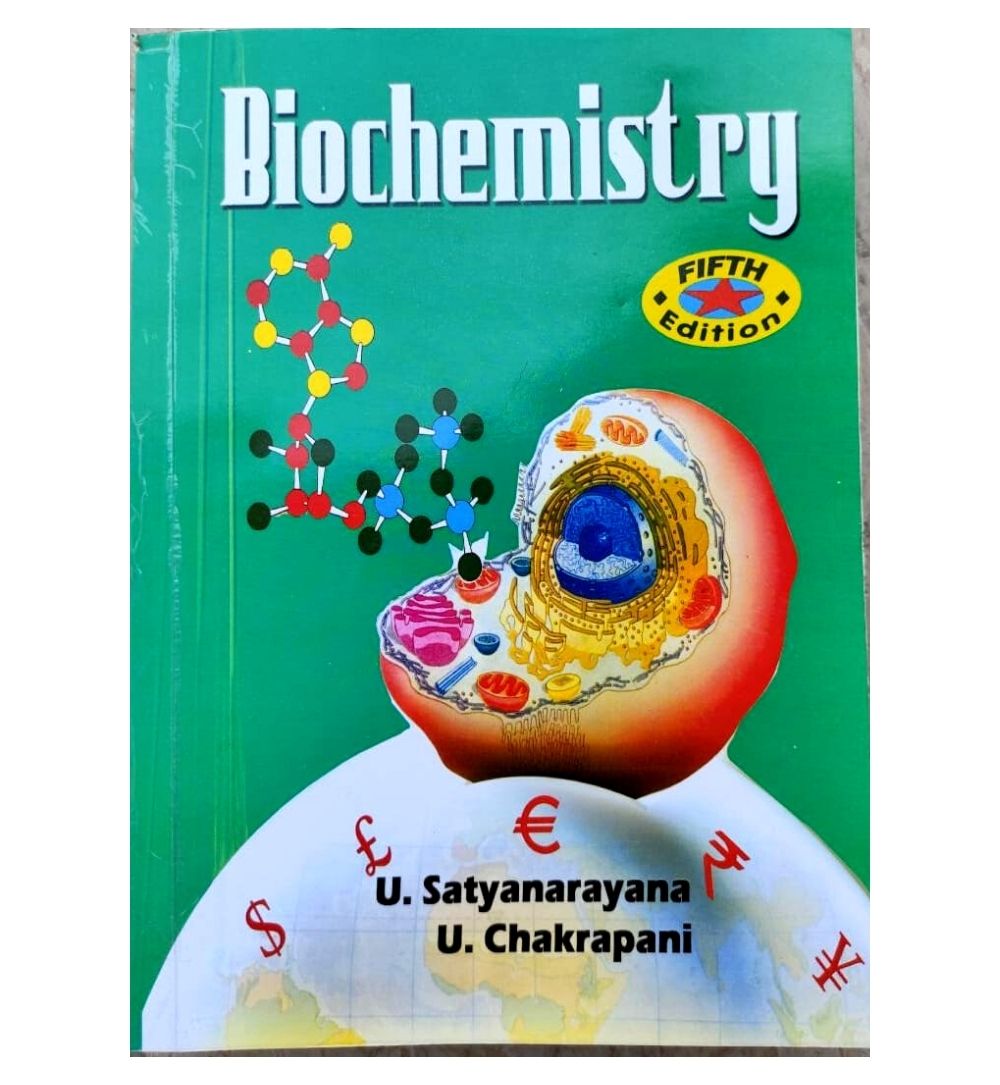 Biochemistry
FIFTH
Edition
$ £ € ₹ ¥
U. Satyanarayana
U. Chakrapani